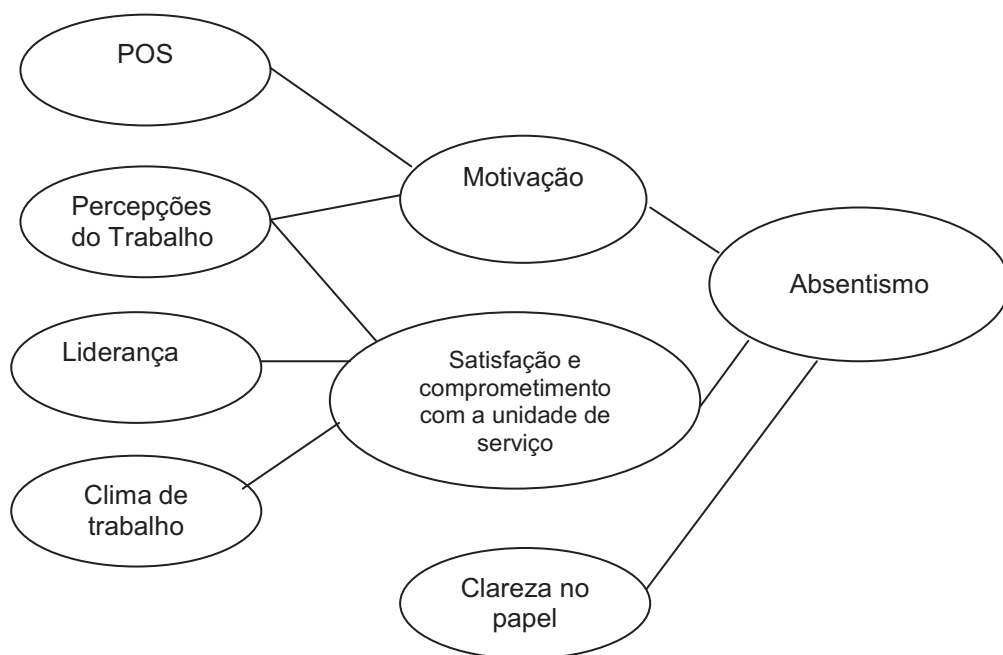 POS
Percepções
do Trabalho
Liderança
Clima de
trabalho
Motivação
Satisfação e
comprometimento
com a unidade de
serviço
Clareza no
papel
Absentismo